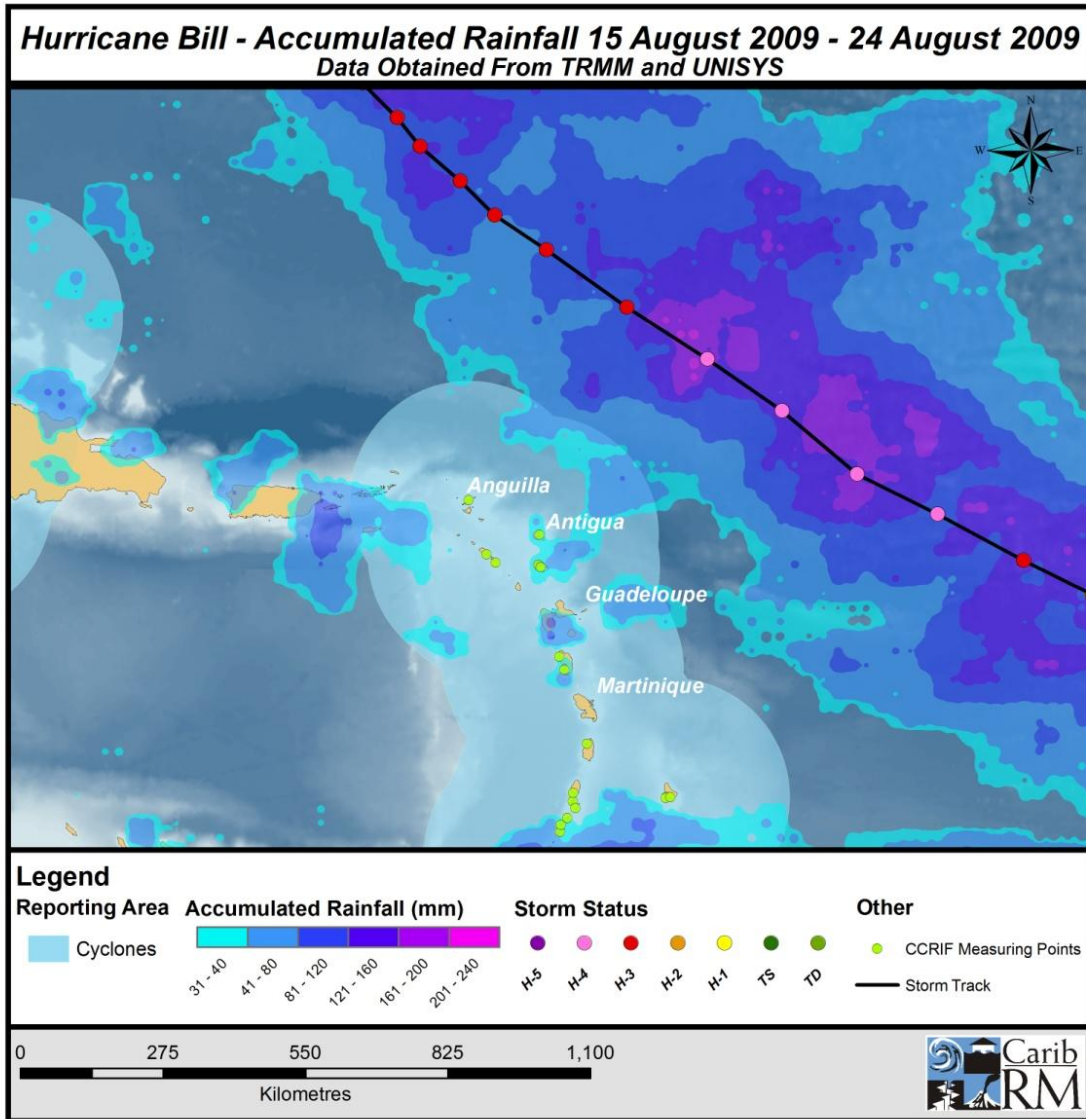 Hurricane Bill - Accumulated Rainfall 15 August 2009 - 24 August 2009
Data Obtained From TRMM and UNISYS
N
W E
S
Anguilla
Antigua
Guadeloupe
Martinique
Legend
Reporting Area
Cyclones
Accumulated Rainfall (mm)
31 - 40
41 - 80
81 - 120
121 - 160
161 - 200
201 - 240
Storm Status
H-5
H-4
H-3
H-2
H-1
TS
TD
Other
CCRIF Measuring Points
Storm Track
0 275 550 825 1,100
Kilometres
Carib
RM